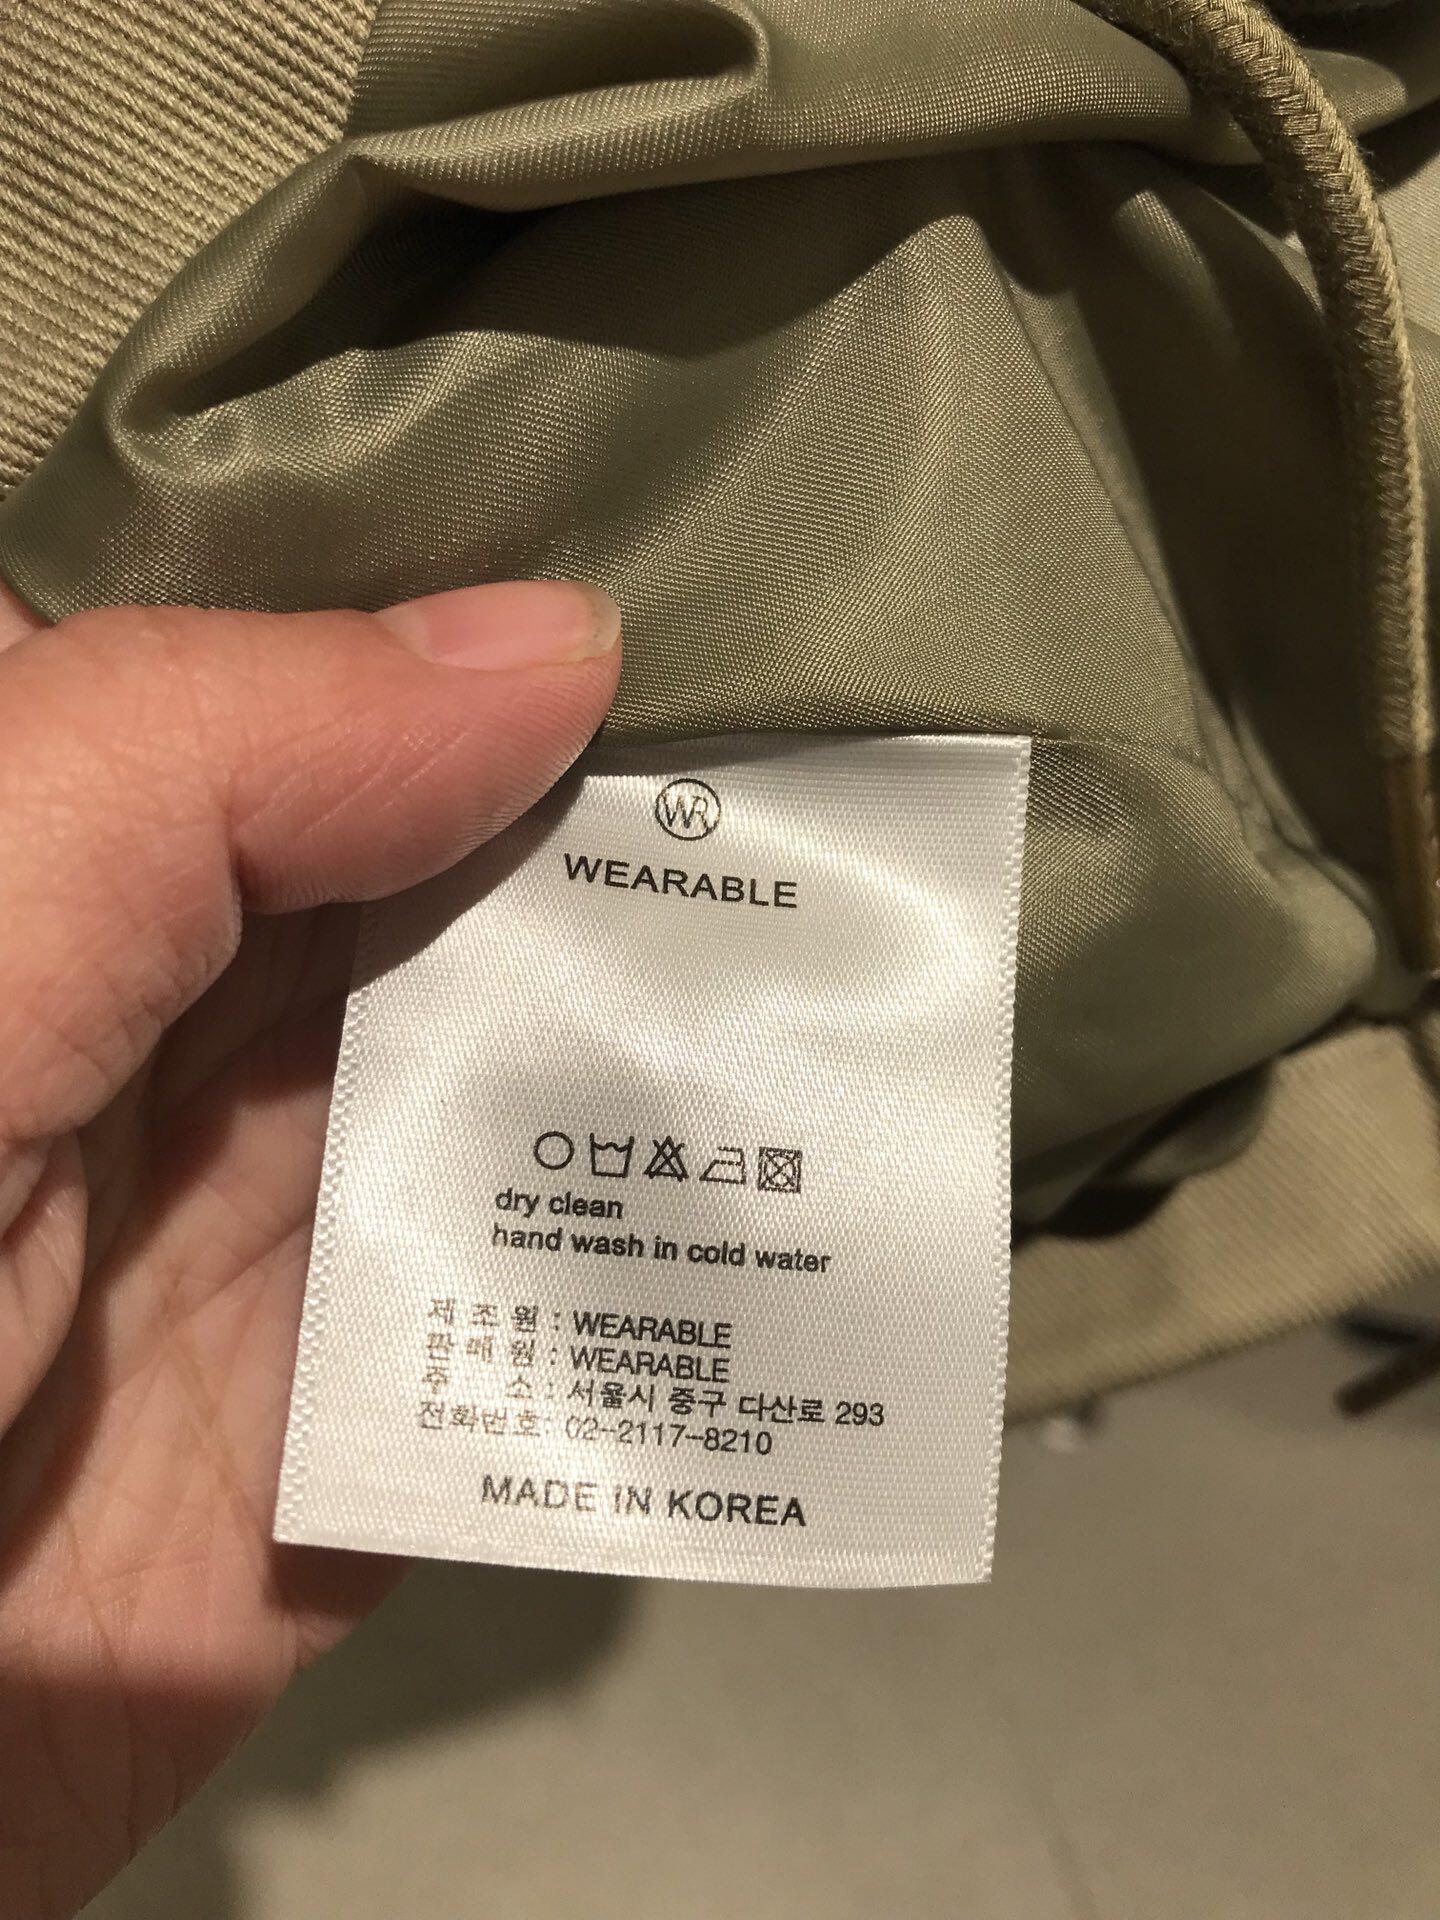 WR
WEARABLE
dry clean
hand wash in cold water
제 조 원 : WEARABLE
판 매 원 : WEARABLE
주 소 : 서울시 중구 다산로 293
전화번호: 02-2117-8210
MADE IN KOREA